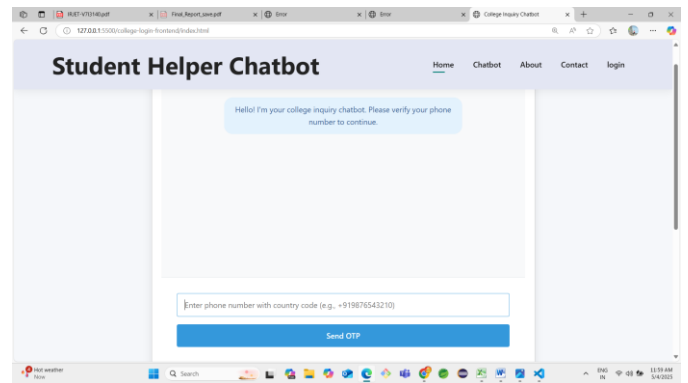 RIJET-V7I3140.pdf
Final_Report_save.pdf
Error
Error
College Inquiry Chatbot
127.0.0.1:5500/college-login-frontend/index.html
Student Helper Chatbot
Home
Chatbot
About
Contact
login
Hello! I'm your college inquiry chatbot. Please verify your phone
number to continue.
Enter phone number with country code (e.g., +919876543210)
Send OTP
Hot weather
Now
Search
ENG
IN
11:59 AM
5/4/2025